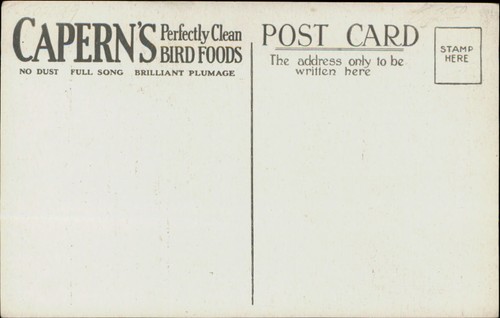 CAPERN'S Perfectly Clean
BIRD FOODS
NO DUST FULL SONG BRILLIANT PLUMAGE
POST CARD
The address only to be
written here
STAMP
HERE